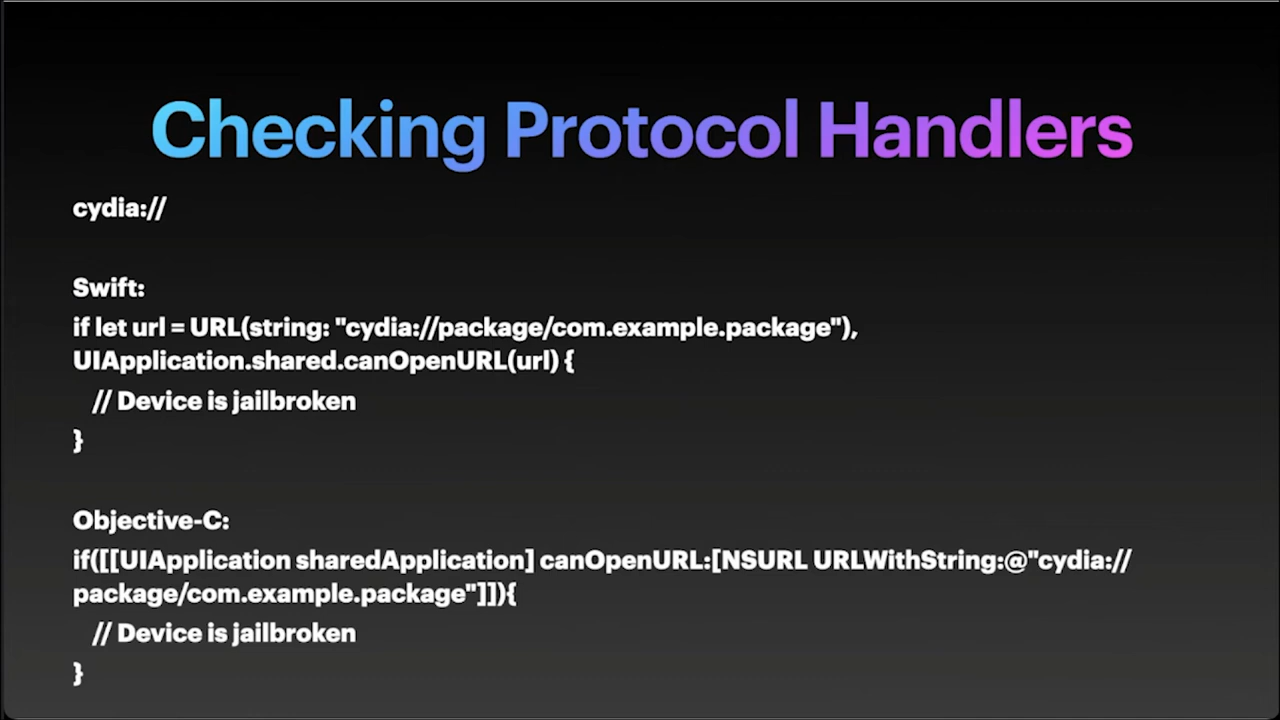 Checking Protocol Handlers
cydia://
Swift:
if let url = URL(string: "cydia://package/com.example.package"),
UIApplication.shared.canOpenURL(url) {
// Device is jailbroken
}
Objective-C:
if([[UIApplication sharedApplication] canOpenURL:[NSURL URLWithString:@"cydia://
package/com.example.package"]]){
// Device is jailbroken
}